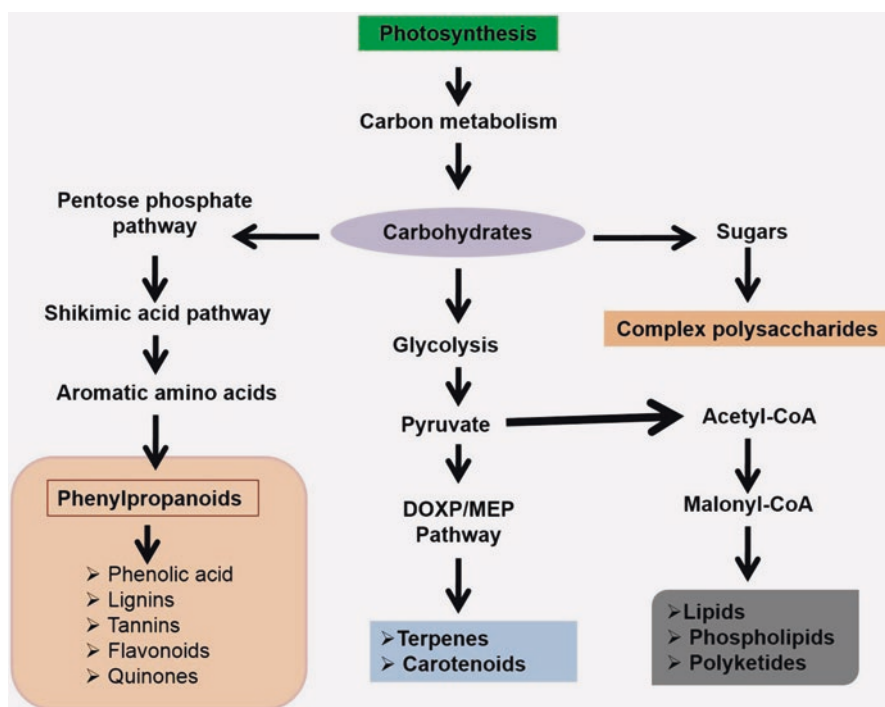 Photosynthesis
Carbon metabolism
Pentose phosphate
pathway
Carbohydrates
Sugars
Shikimic acid pathway
Complex polysaccharides
Glycolysis
Aromatic amino acids
Pyruvate
Acetyl-CoA
Phenylpropanoids
DOXP/MEP
Pathway
Malonyl-CoA
➢ Phenolic acid
➢ Lignins
➢ Tannins
➢ Flavonoids
➢ Quinones
➢Terpenes
➢ Carotenoids
➢Lipids
➢ Phospholipids
➢ Polyketides